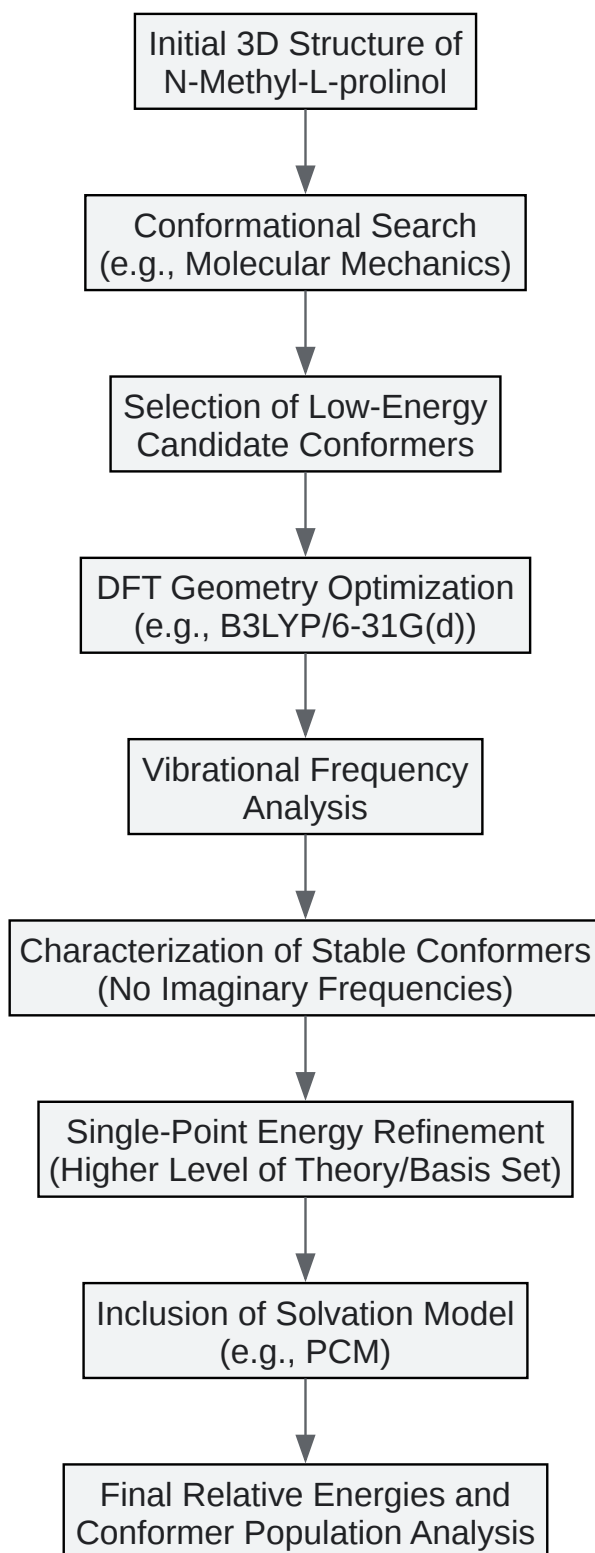 Initial 3D Structure of
N-Methyl-L-prolinol
Conformational Search
(e.g., Molecular Mechanics)
Selection of Low-Energy
Candidate Conformers
DFT Geometry Optimization
(e.g., B3LYP/6-31G(d))
Vibrational Frequency
Analysis
Characterization of Stable Conformers
(No Imaginary Frequencies)
Single-Point Energy Refinement
(Higher Level of Theory/Basis Set)
Inclusion of Solvation Model
(e.g., PCM)
Final Relative Energies and
Conformer Population Analysis